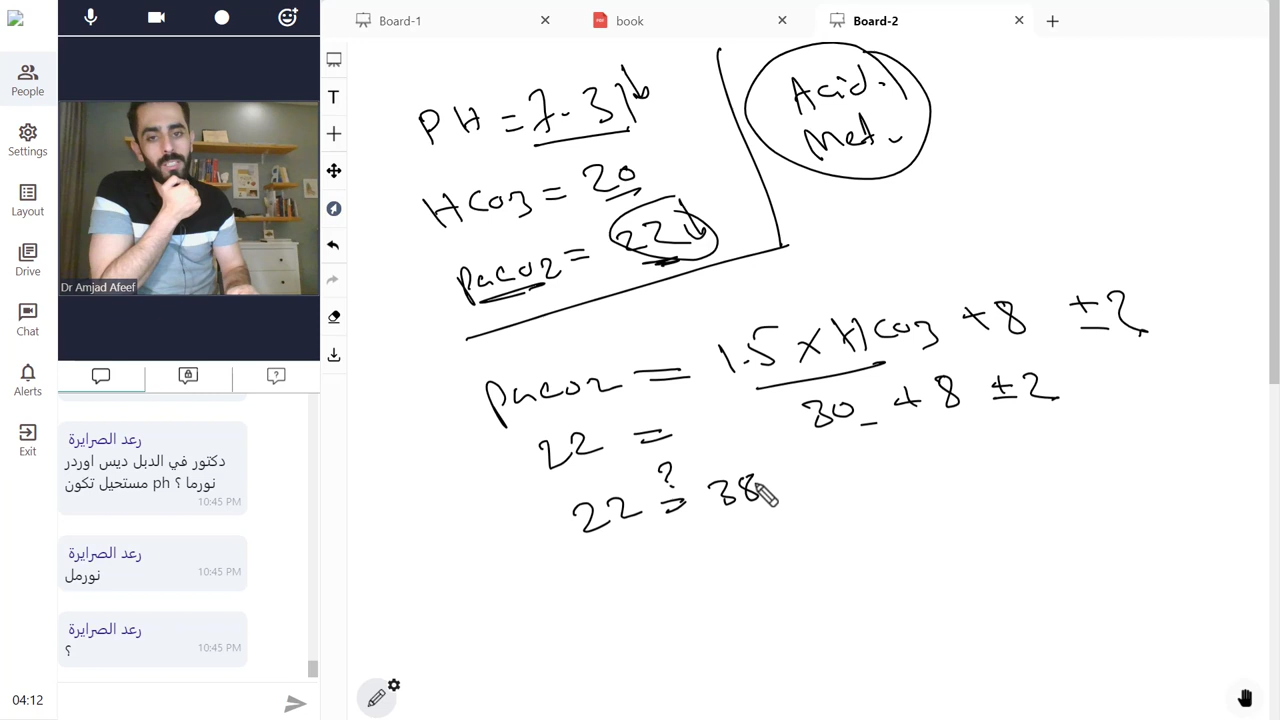 Board-1
book
Board-2
People
Settings
Layout
Drive
Chat
Alerts
Exit
04:12
Dr Amjad Afeef
رعد الصرايرة
دكتور في الدبل ديس اوردر
مستحيل تكون ph نورما ؟
10:45 PM
رعد الصرايرة
نورمل
10:45 PM
رعد الصرايرة
؟
10:45 PM
T
PH = 7.31↓
HCO3 = 20
paco2 = 22↓
Acid.
Met.
paco2 = 1.5 × HCO3 + 8 ± 2
22 = 30 + 8 ± 2
22 ?= 38